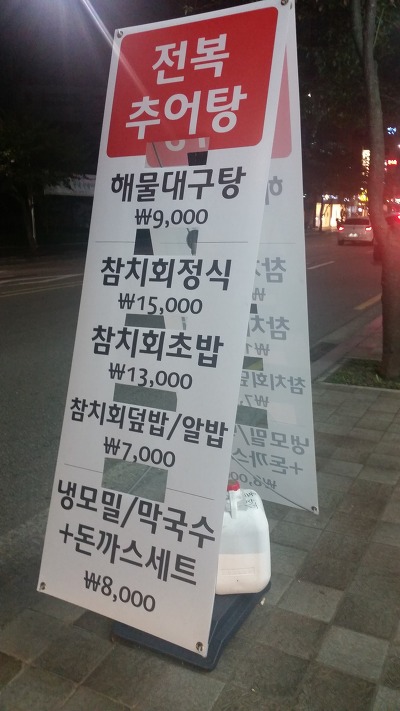 전복
추어탕
해물대구탕
₩9,000
참치회정식
₩15,000
참치회초밥
₩13,000
참치회덮밥/알밥
₩7,000
냉모밀/막국수
+돈까스세트
₩8,000